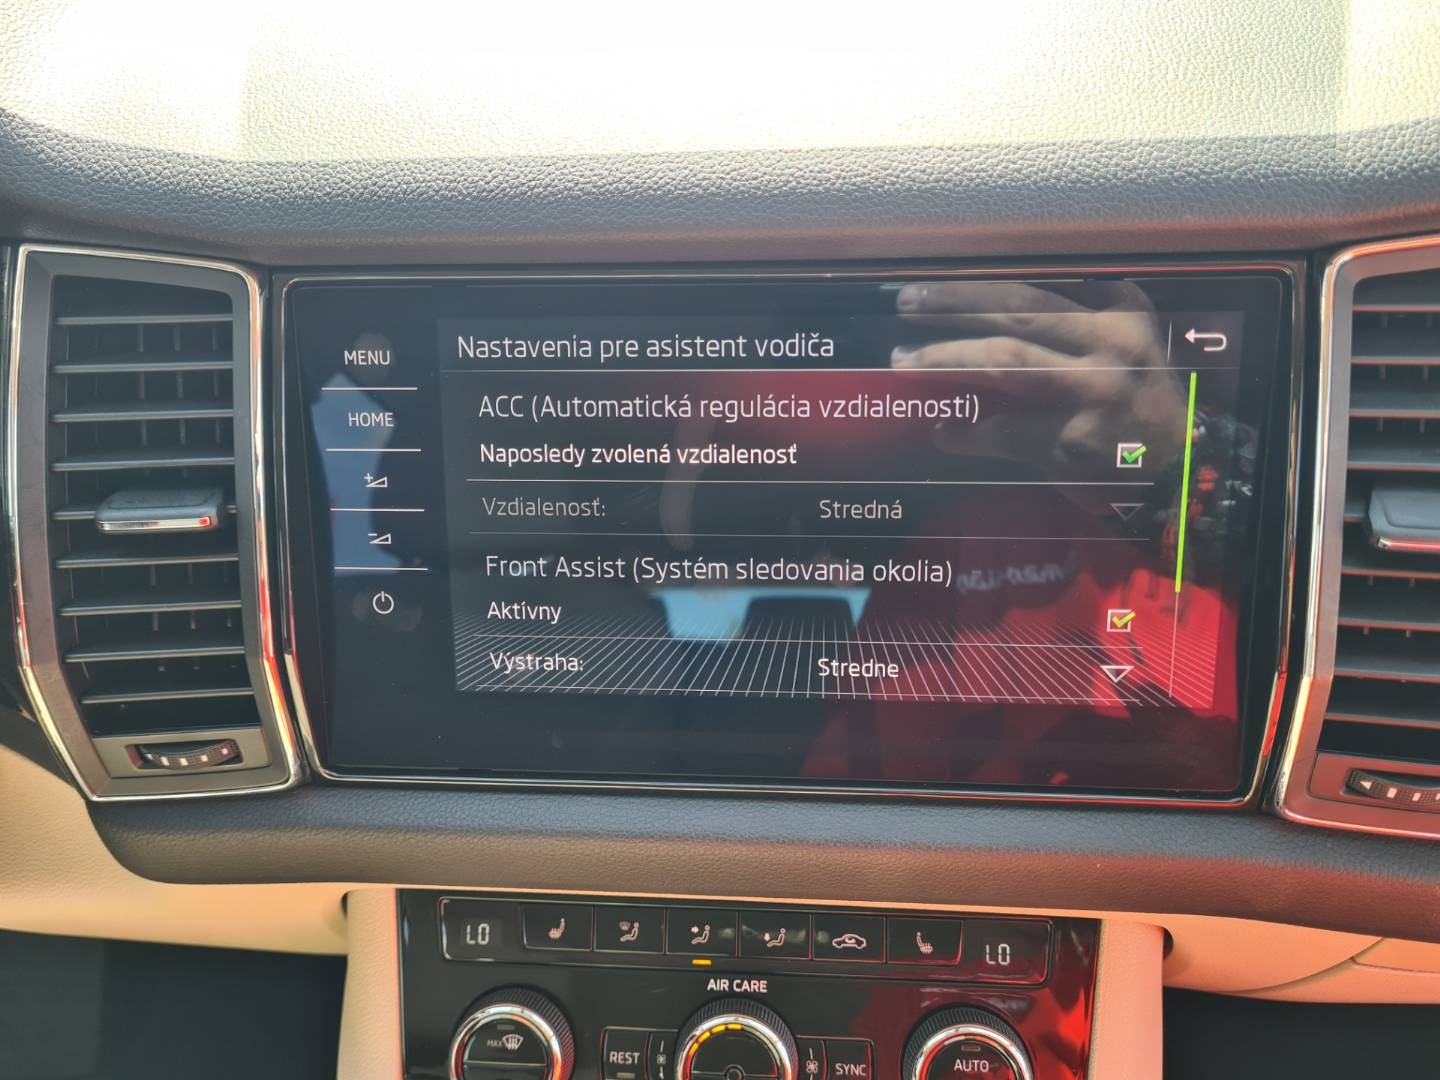 MENU
HOME
Nastavenia pre asistent vodiča
ACC (Automatická regulácia vzdialenosti)
Naposledy zvolená vzdialenosť
Vzdialenosť: Stredná
Front Assist (Systém sledovania okolia)
Aktívny
Výstraha: Stredne
LO
LO
AIR CARE
MAX
REST
SYNC
AUTO